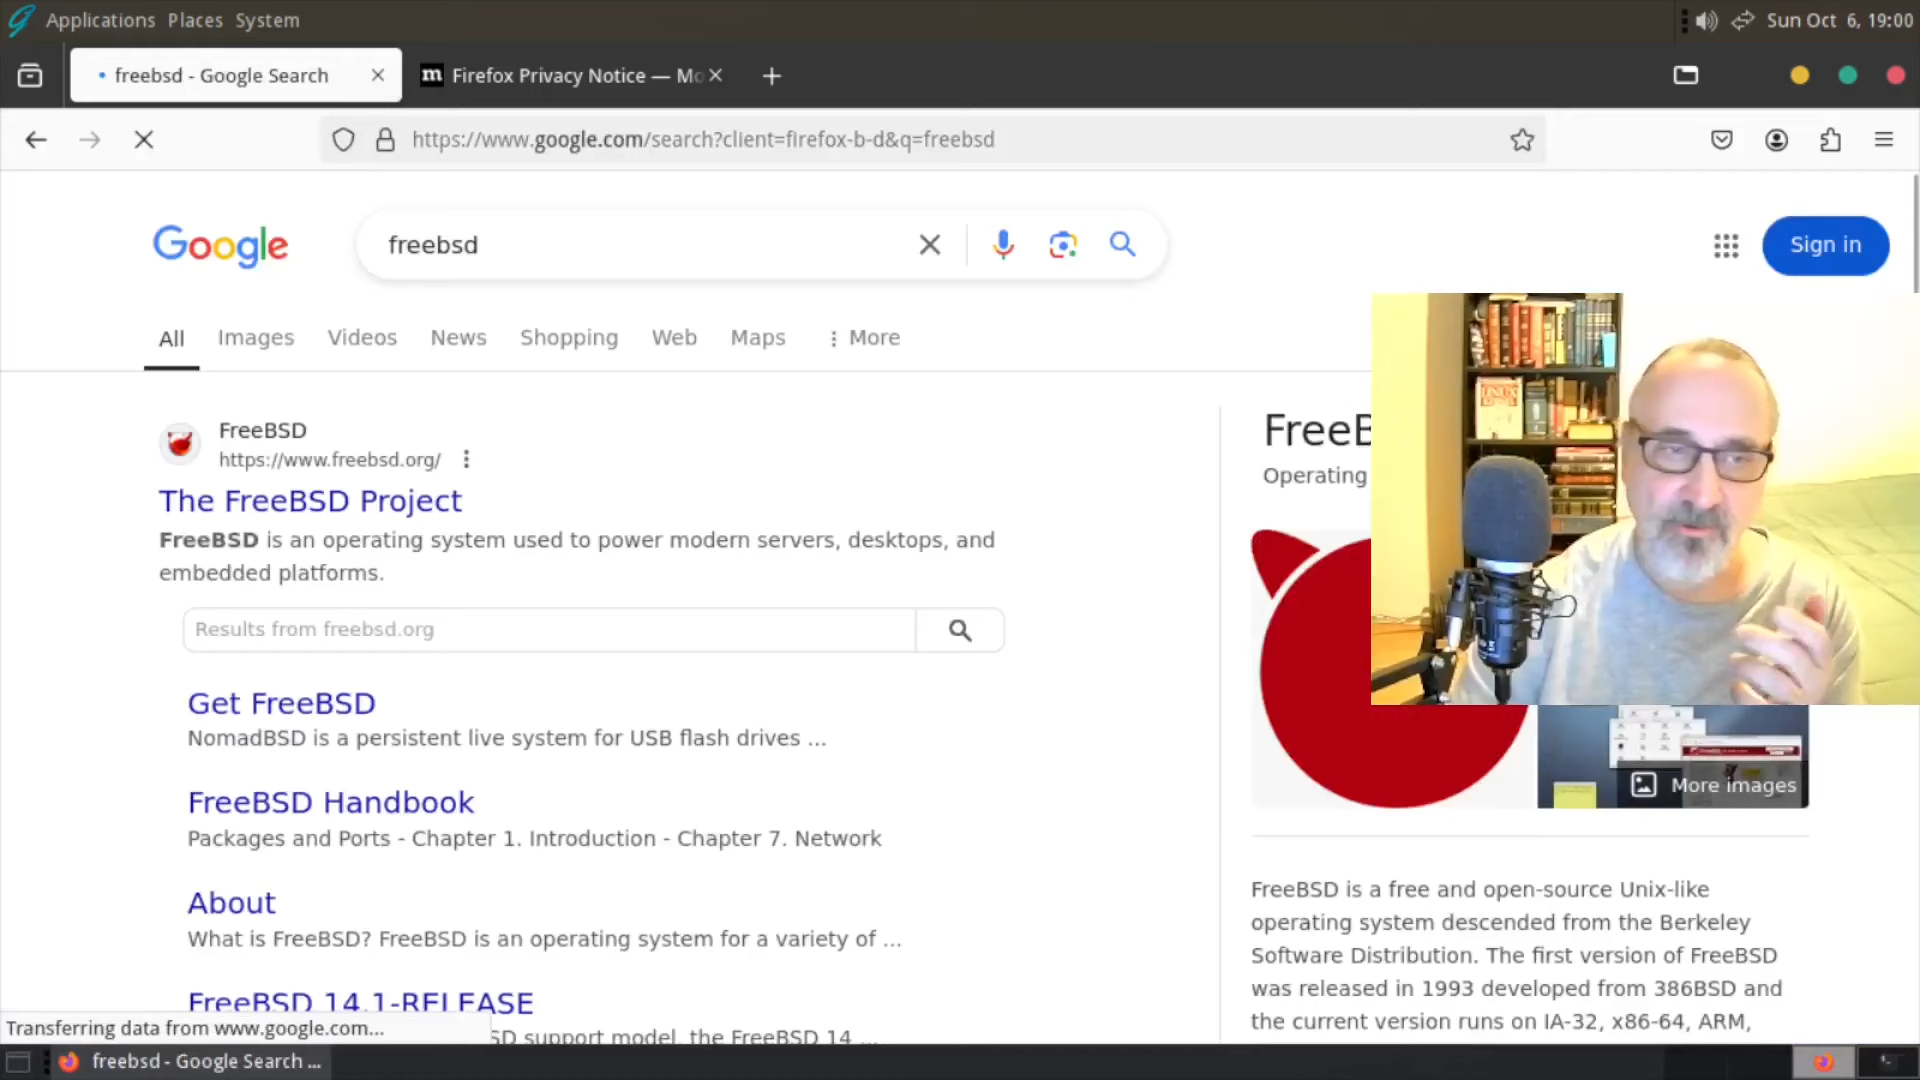 Applications Places System
Sun Oct 6, 19:00
freebsd - Google Search
m Firefox Privacy Notice — Mo
https://www.google.com/search?client=firefox-b-d&q=freebsd
Google
freebsd
Sign in
All Images Videos News Shopping Web Maps More
FreeBSD
https://www.freebsd.org/
The FreeBSD Project
FreeBSD is an operating system used to power modern servers, desktops, and
embedded platforms.
Results from freebsd.org
Get FreeBSD
NomadBSD is a persistent live system for USB flash drives ...
FreeBSD Handbook
Packages and Ports - Chapter 1. Introduction - Chapter 7. Network
About
What is FreeBSD? FreeBSD is an operating system for a variety of ...
FreeBSD 14.1-RELEASE
SD support model, the FreeBSD 14 ...
FreeB
Operating
More images
FreeBSD is a free and open-source Unix-like
operating system descended from the Berkeley
Software Distribution. The first version of FreeBSD
was released in 1993 developed from 386BSD and
the current version runs on IA-32, x86-64, ARM,
Transferring data from www.google.com...
freebsd - Google Search ...